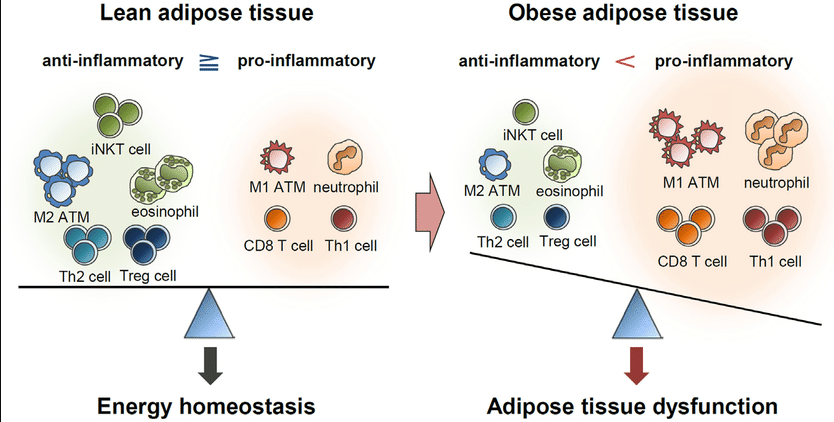 Lean adipose tissue
anti-inflammatory ≧ pro-inflammatory
iNKT cell
M2 ATM
eosinophil
Th2 cell
Treg cell
M1 ATM
neutrophil
CD8 T cell
Th1 cell
Energy homeostasis
Obese adipose tissue
anti-inflammatory < pro-inflammatory
iNKT cell
M2 ATM
eosinophil
Th2 cell
Treg cell
M1 ATM
neutrophil
CD8 T cell
Th1 cell
Adipose tissue dysfunction